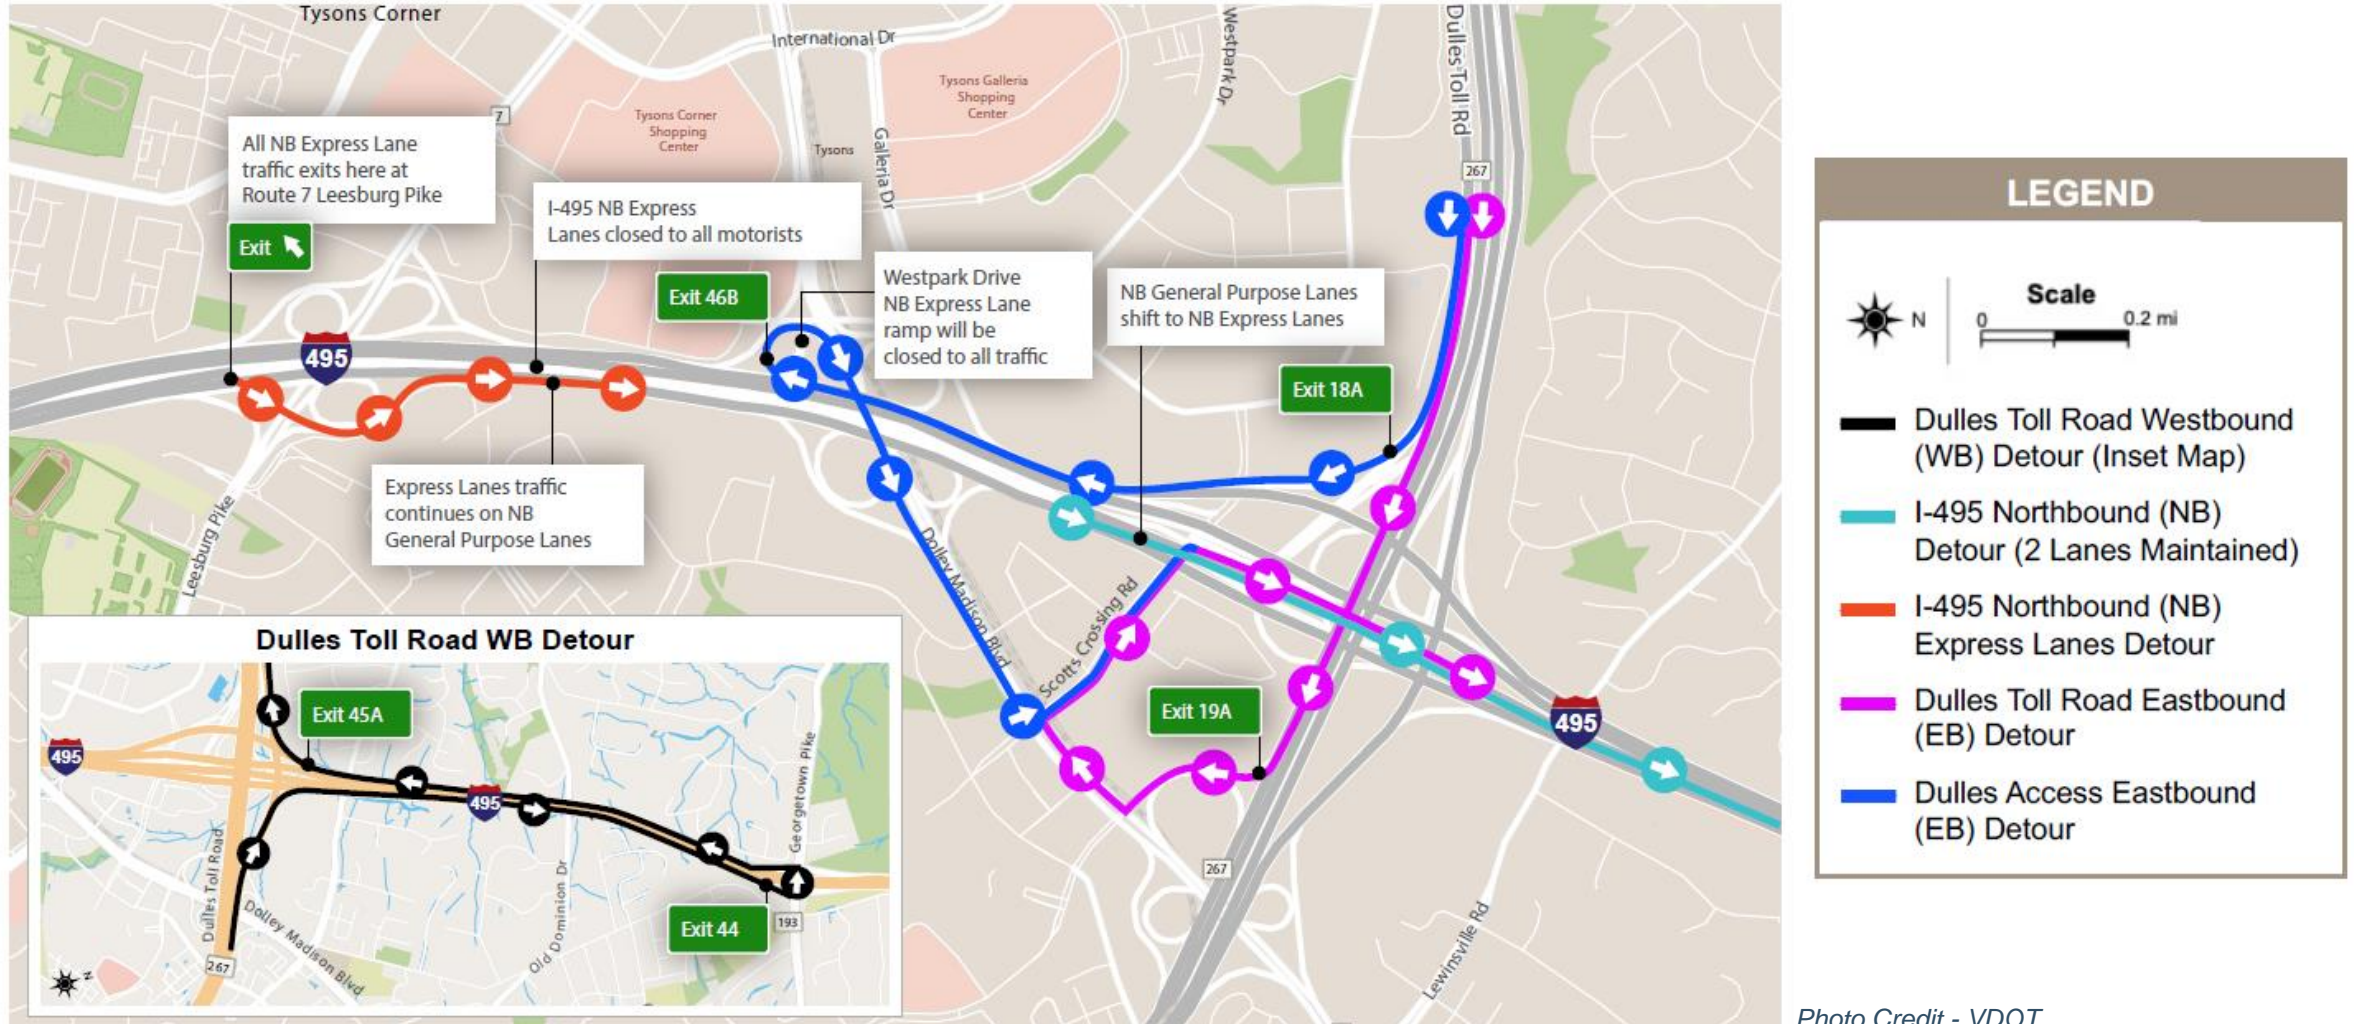 Tysons Corner
International Dr
Westpark Dr
Dulles Toll Rd
Tysons Galleria
Shopping
Center
7
Tysons Corner
Shopping
Center
Tysons
Galleria Dr
267
All NB Express Lane
traffic exits here at
Route 7 Leesburg Pike
Exit
I-495 NB Express
Lanes closed to all motorists
Exit 46B
Westpark Drive
NB Express Lane
ramp will be
closed to all traffic
NB General Purpose Lanes
shift to NB Express Lanes
Exit 18A
495
Express Lanes traffic
continues on NB
General Purpose Lanes
Leesburg Pike
Dolley Madison Blvd
Scotts Crossing Rd
Exit 19A
495
267
Lewinsville Rd
Dulles Toll Road WB Detour
Exit 45A
495
495
Georgetown Pike
Dulles Toll Road
Old Dominion Dr
Dolley Madison Blvd
Exit 44
193
267
N
LEGEND
N
Scale
0 0.2 mi
Dulles Toll Road Westbound
(WB) Detour (Inset Map)
I-495 Northbound (NB)
Detour (2 Lanes Maintained)
I-495 Northbound (NB)
Express Lanes Detour
Dulles Toll Road Eastbound
(EB) Detour
Dulles Access Eastbound
(EB) Detour
Photo Credit - VDOT